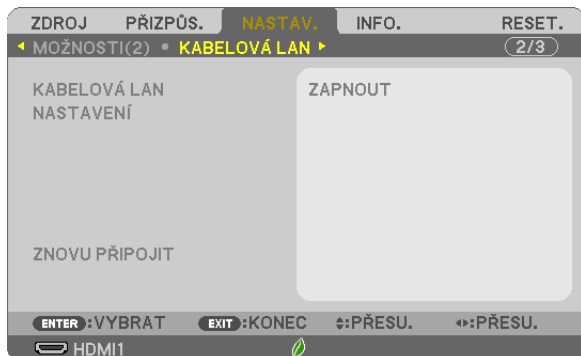 ZDROJ PŘIZPŮS. NASTAV. INFO. RESET.
MOŽNOSTI(2) • KABELOVÁ LAN 2/3
KABELOVÁ LAN ZAPNOUT
NASTAVENÍ
ZNOVU PŘIPOJIT
ENTER :VYBRAT EXIT :KONEC :PŘESU. :PŘESU.
HDMI1